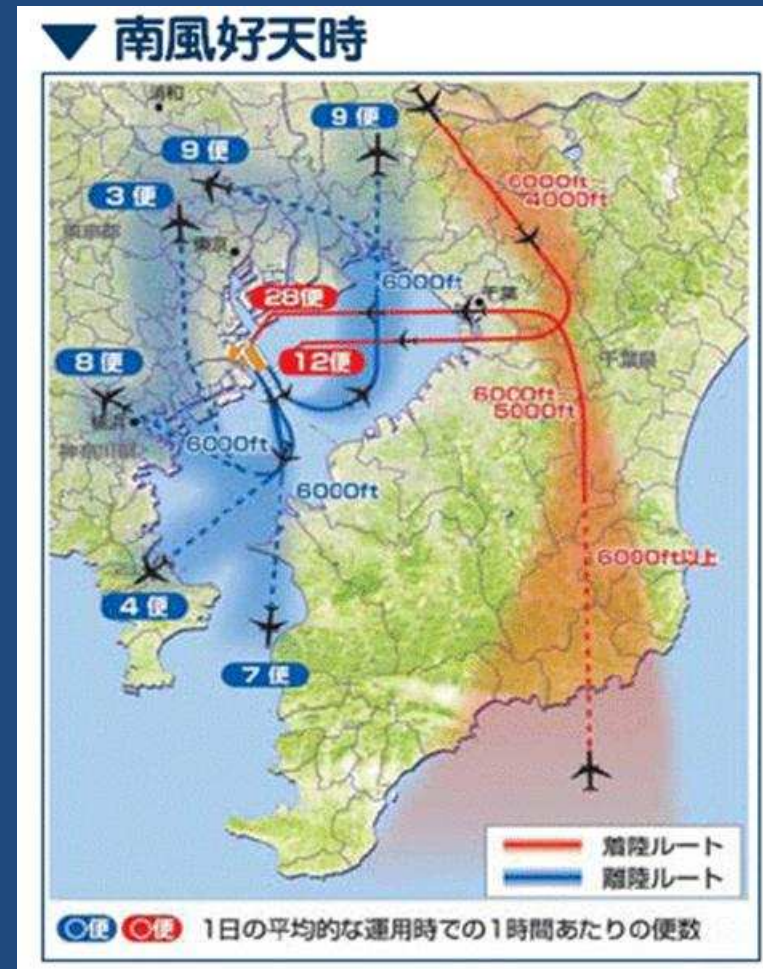 ▼ 南風好天時
浦和
9便
9便
3便
東京都
東京
6000ft~
4000ft
6000ft
千葉
28便
12便
千葉県
8便
横浜
神奈川県
6000ft~
5000ft
6000ft
6000ft
6000ft以上
4便
7便
着陸ルート
離陸ルート
〇便 〇便 1日の平均的な運用時での1時間あたりの便数